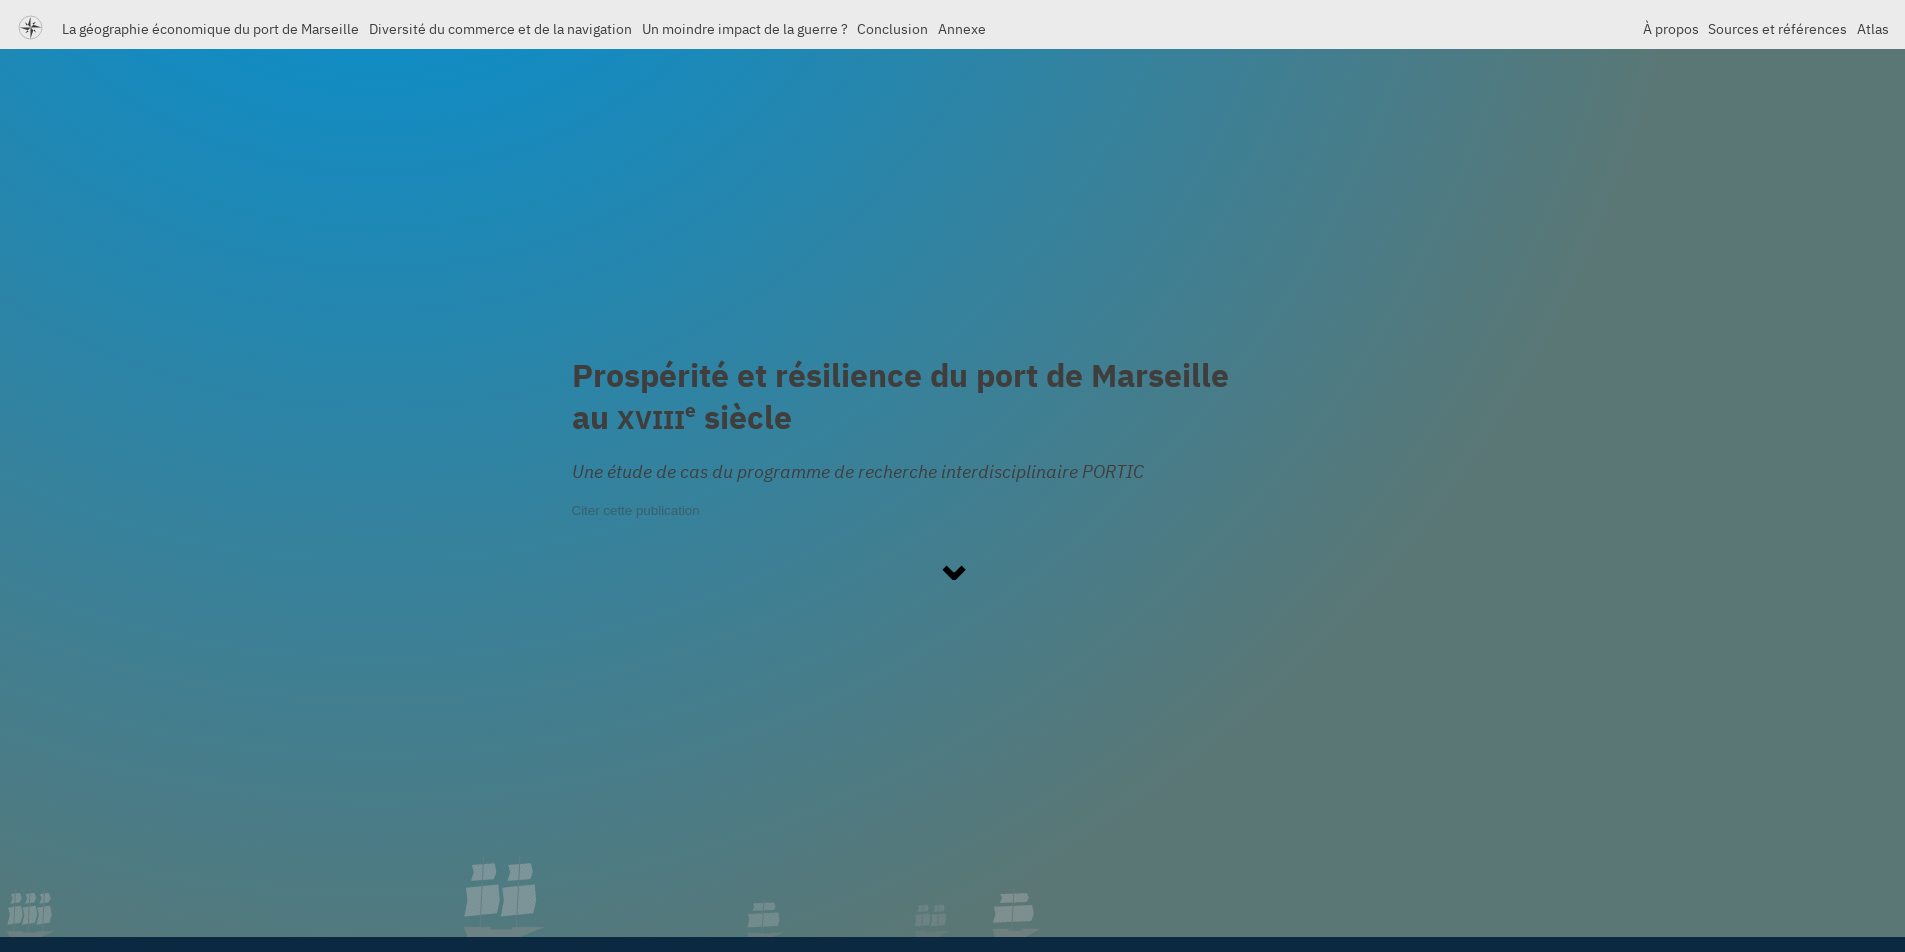 La géographie économique du port de Marseille Diversité du commerce et de la navigation Un moindre impact de la guerre ? Conclusion Annexe À propos Sources et références Atlas
Prospérité et résilience du port de Marseille
au XVIIIe siècle
Une étude de cas du programme de recherche interdisciplinaire PORTIC
Citer cette publication